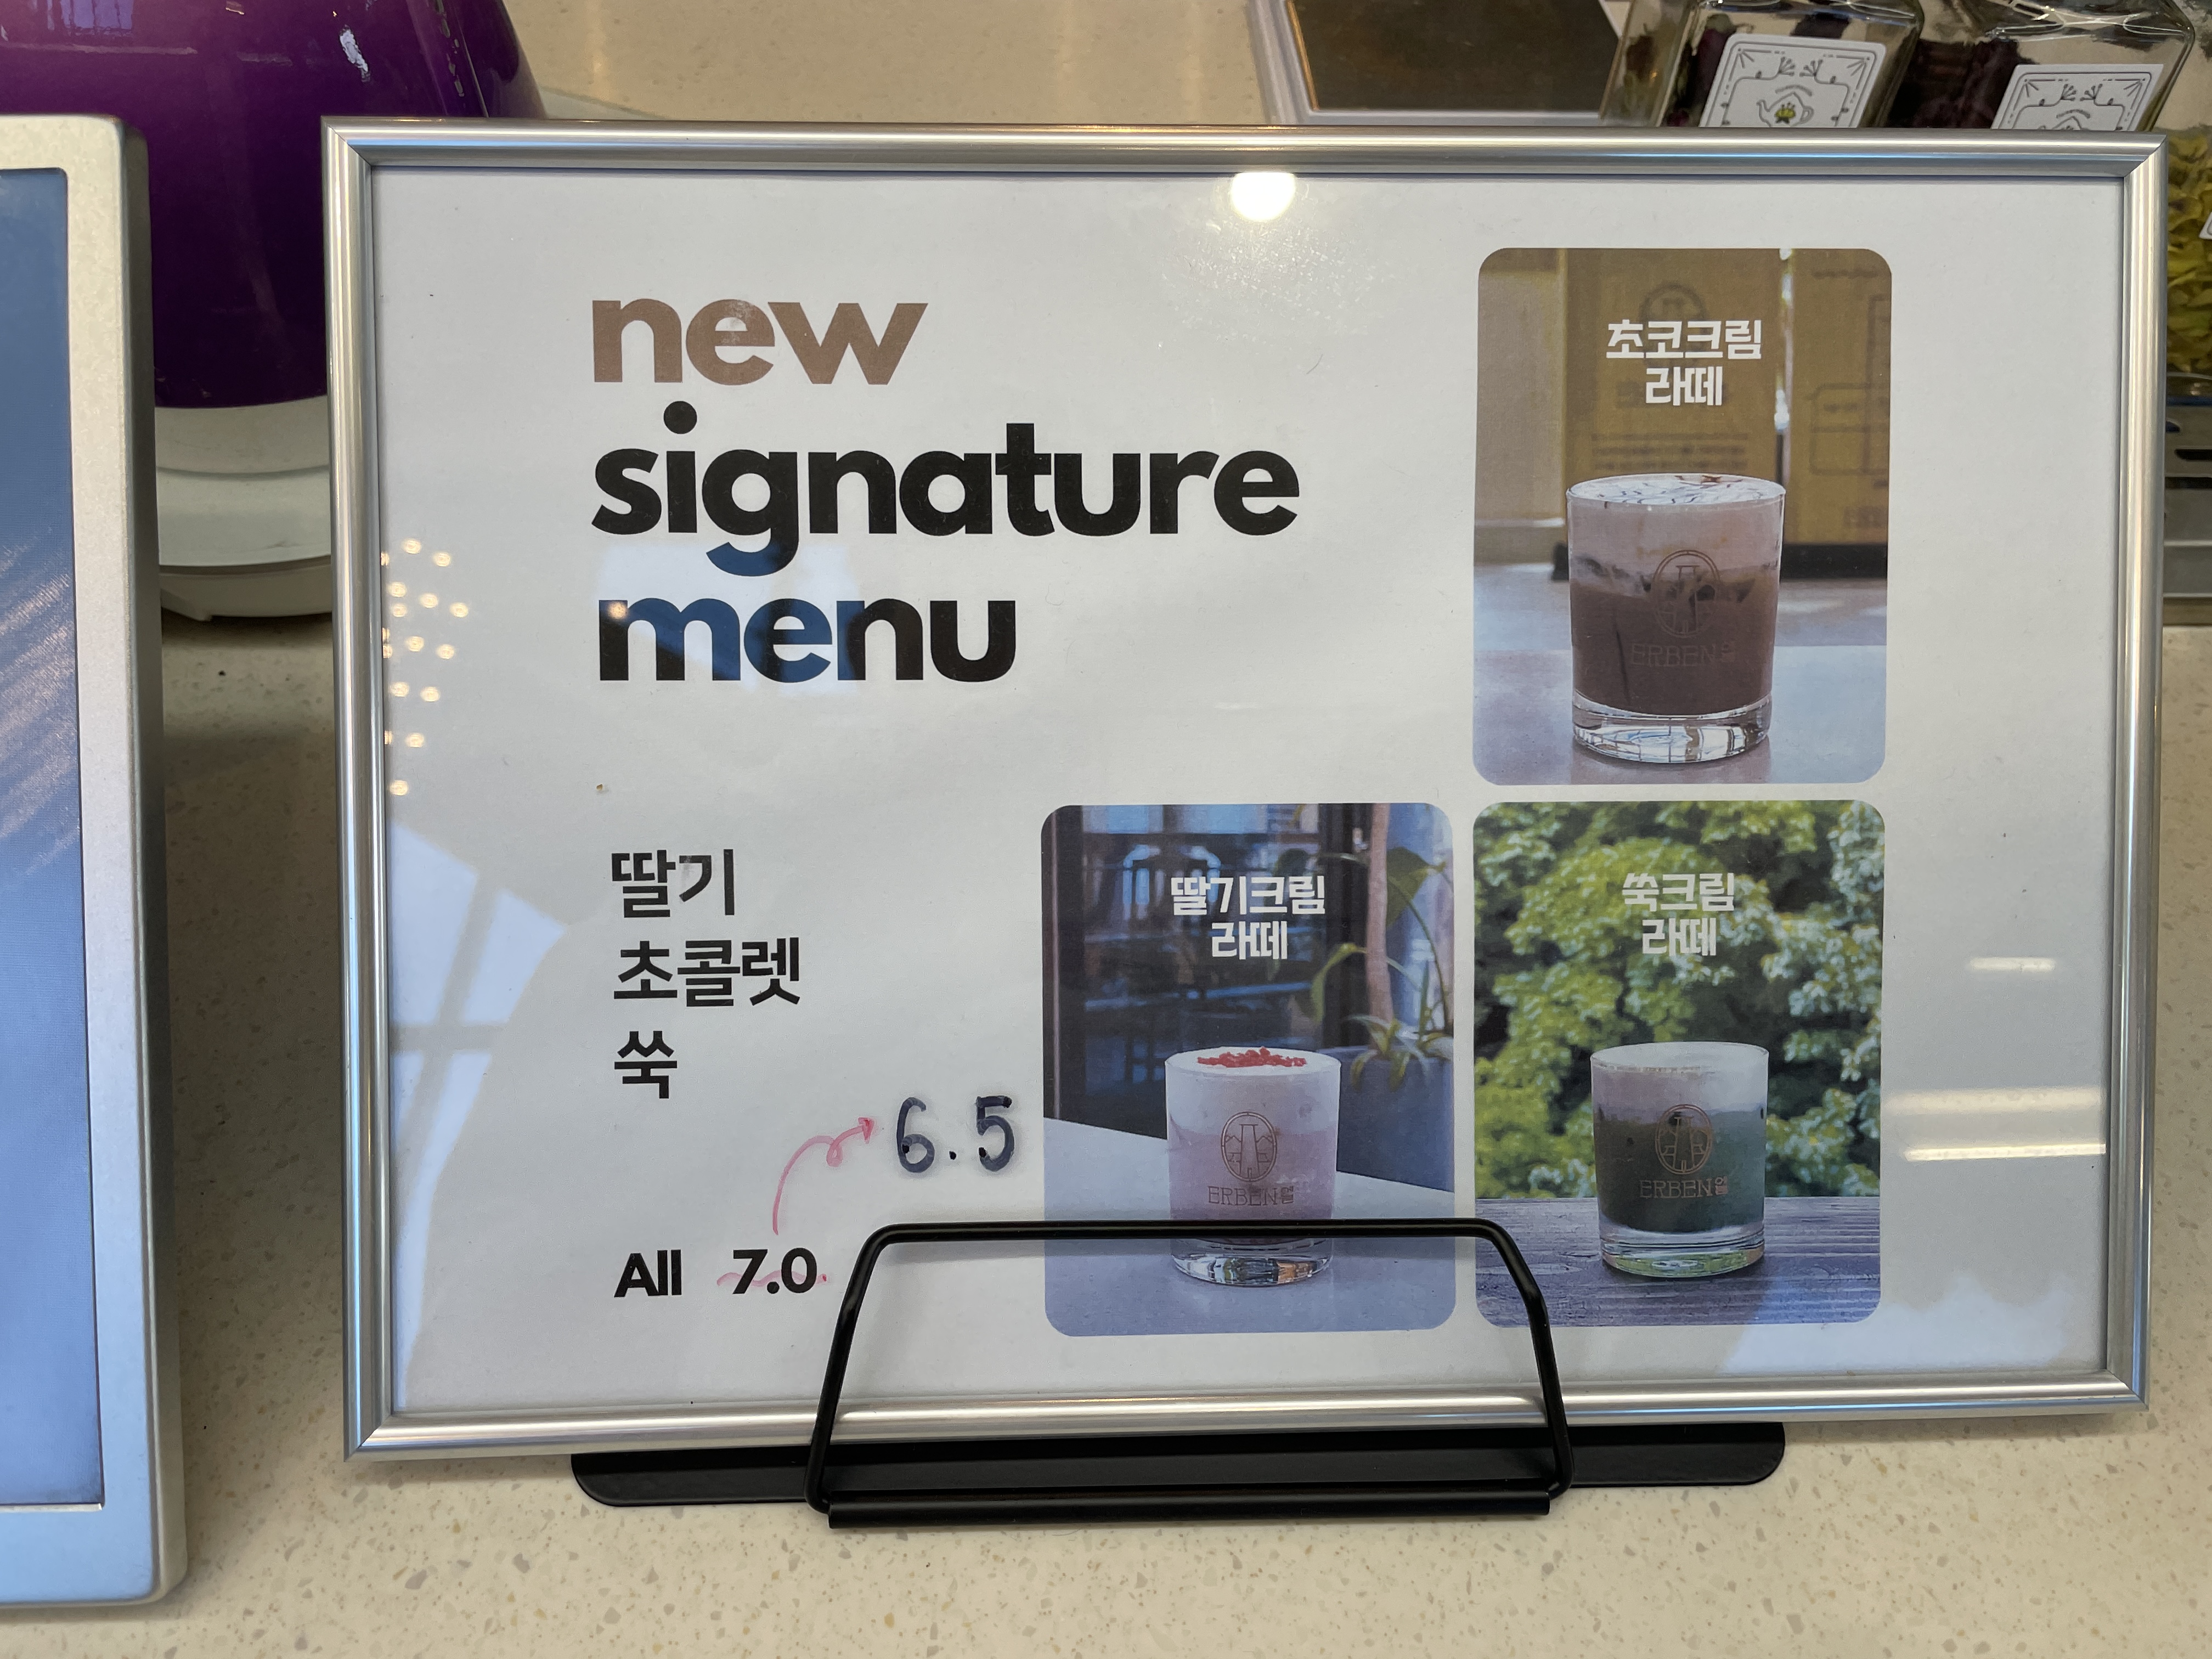 new
signature
menu
초코크림
라떼
딸기
초콜렛
쑥
6.5
All 7.0
딸기크림
라떼
쑥크림
라떼
ERBEN
ERBEN
ERBEN